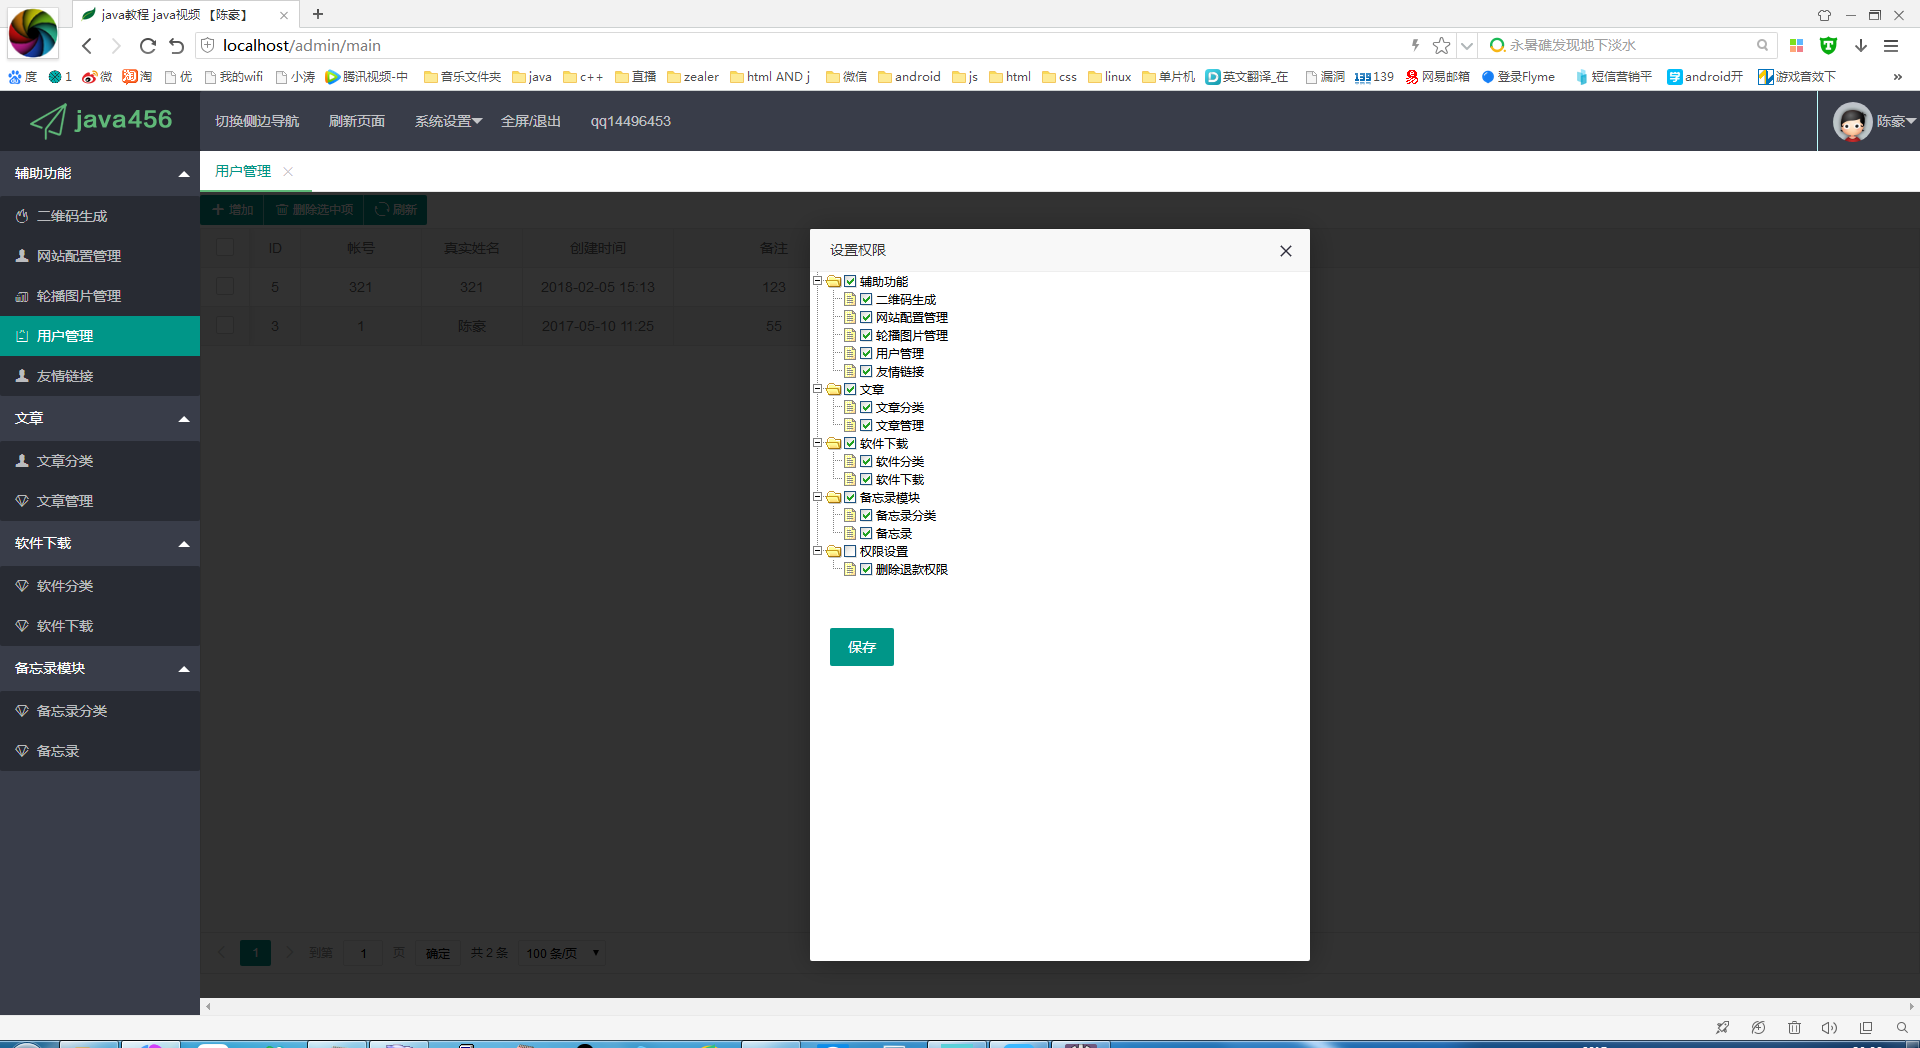 java教程 java视频 【陈豪】
localhost/admin/main
永暑礁发现地下淡水
度 1 微 淘 优 我的wifi 小涛 腾讯视频-中 音乐文件夹 java c++ 直播 zealer html AND j 微信 android js html css linux 单片机 英文翻译_在 漏洞 139 网易邮箱 登录Flyme 短信营销平 android开 游戏音效下
java456
切换侧边导航 刷新页面 系统设置 全屏/退出 qq14496453
陈豪
辅助功能
二维码生成
网站配置管理
轮播图片管理
用户管理
友情链接
文章
文章分类
文章管理
软件下载
软件分类
软件下载
备忘录模块
备忘录分类
备忘录
用户管理
增加 删除选中项 刷新
ID 帐号 真实姓名 创建时间 备注
5 321 321 2018-02-05 15:13 123
3 1 陈豪 2017-05-10 11:25 55
设置权限
辅助功能
二维码生成
网站配置管理
轮播图片管理
用户管理
友情链接
文章
文章分类
文章管理
软件下载
软件分类
软件下载
备忘录模块
备忘录分类
备忘录
权限设置
删除退款权限
保存
1 到第 1 页 确定 共 2 条 100 条/页